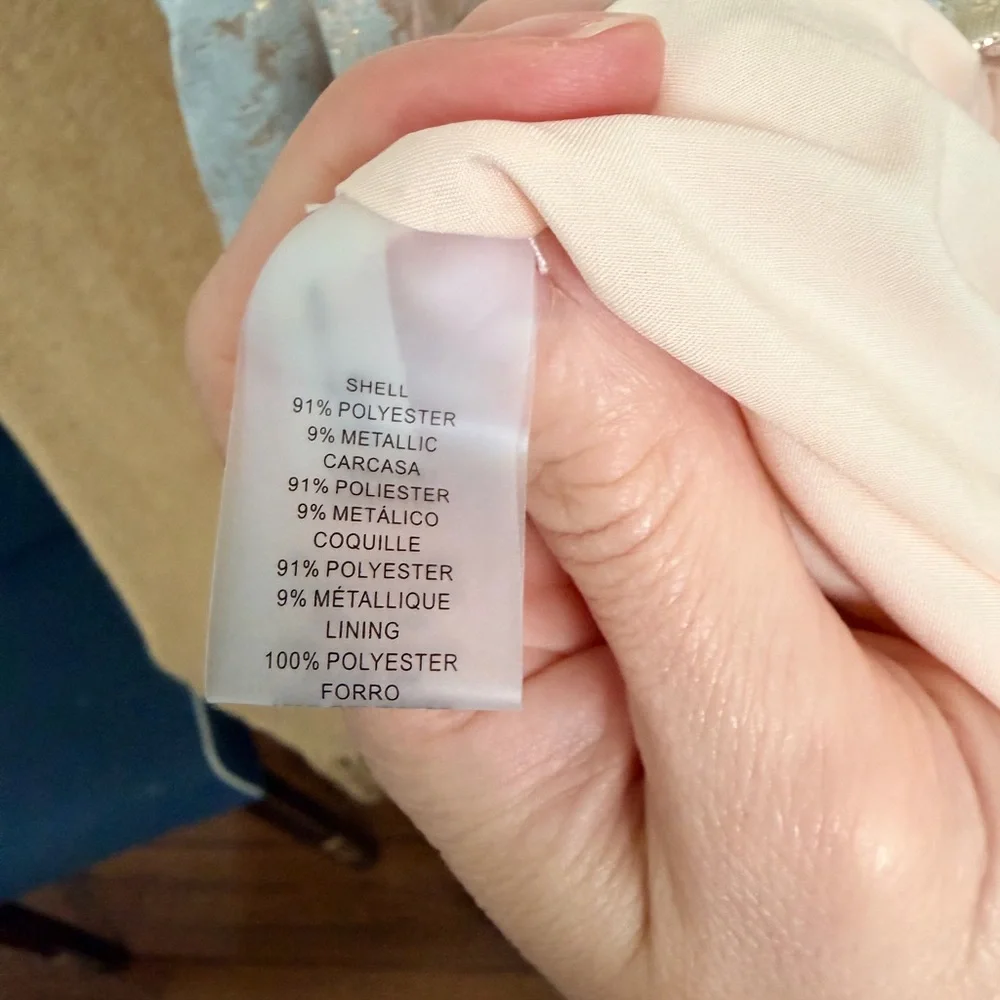 SHELL
91% POLYESTER
9% METALLIC
CARCASA
91% POLIESTER
9% METÁLICO
COQUILLE
91% POLYESTER
9% MÉTALLIQUE
LINING
100% POLYESTER
FORRO